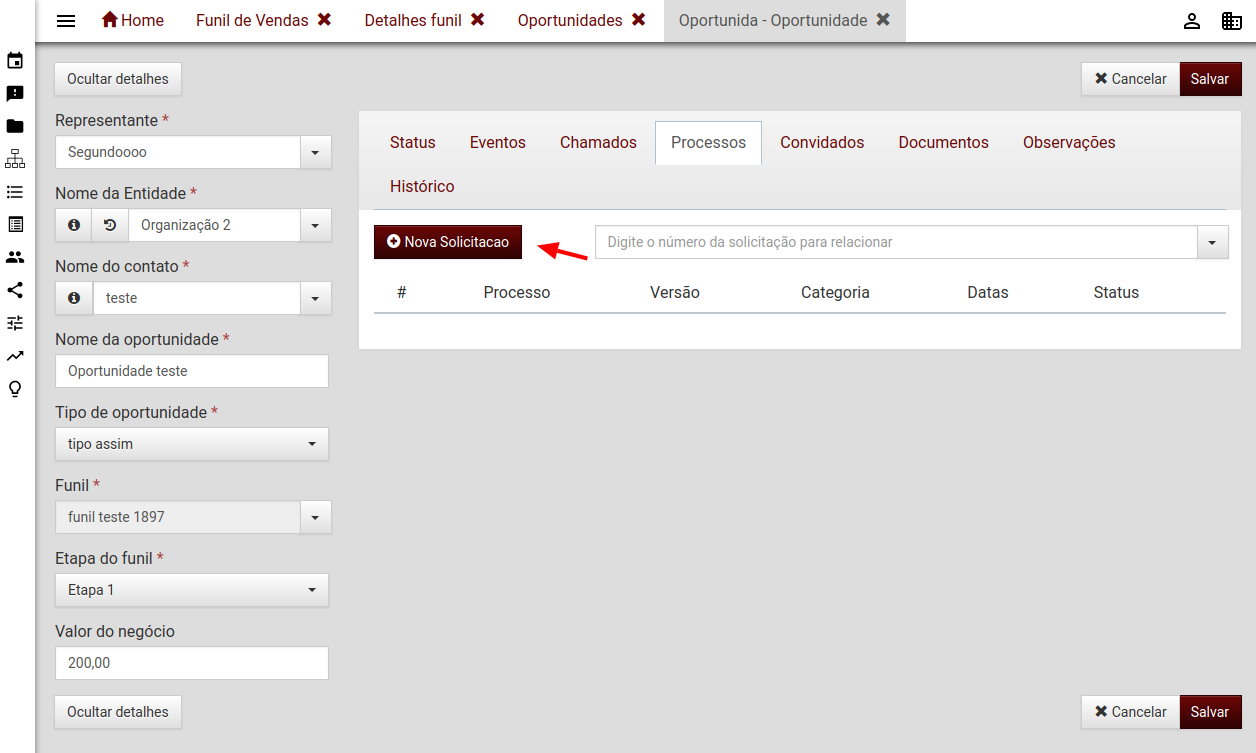 Home Funil de Vendas Detalhes funil Oportunidades Oportunida - Oportunidade
Ocultar detalhes Cancelar Salvar
Representante *
Segundoooo
Nome da Entidade *
Organização 2
Nome do contato *
teste
Nome da oportunidade *
Oportunidade teste
Tipo de oportunidade *
tipo assim
Funil *
funil teste 1897
Etapa do funil *
Etapa 1
Valor do negócio
200,00
Status Eventos Chamados Processos Convidados Documentos Observações
Histórico
Nova Solicitacao Digite o número da solicitação para relacionar
# Processo Versão Categoria Datas Status
Ocultar detalhes Cancelar Salvar